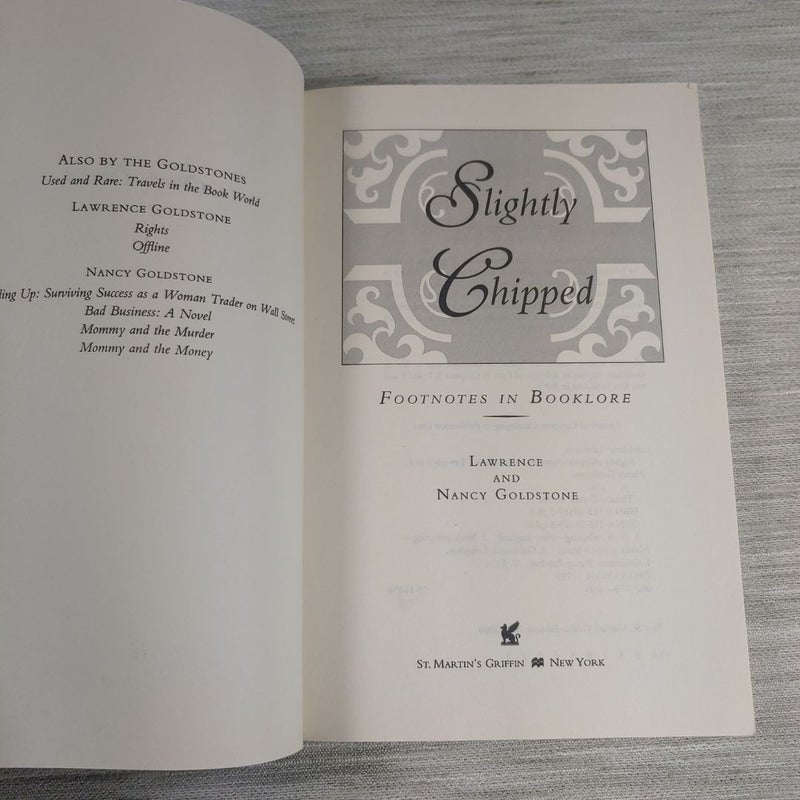 ALSO BY THE GOLDSTONES
Used and Rare: Travels in the Book World
LAWRENCE GOLDSTONE
Rights
Offline
NANCY GOLDSTONE
ding Up: Surviving Success as a Woman Trader on Wall Street
Bad Business: A Novel
Mommy and the Murder
Mommy and the Money
Slightly
Chipped
FOOTNOTES IN BOOKLORE
LAWRENCE
AND
NANCY GOLDSTONE
ST. MARTIN'S GRIFFIN NEW YORK